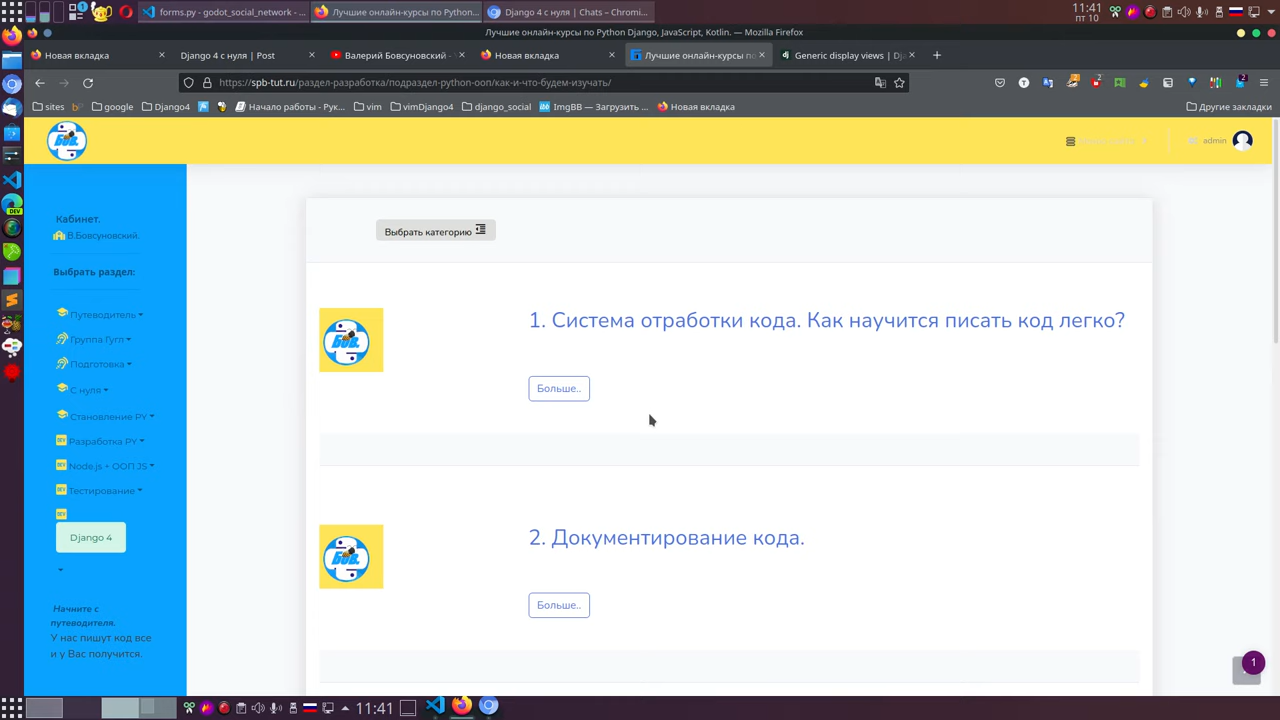 11:41
пт 10
forms.py - godot_social_network - ...
Лучшие онлайн-курсы по Python...
Django 4 с нуля | Chats – Chromi...
Лучшие онлайн-курсы по Python Django, JavaScript, Kotlin. — Mozilla Firefox
Новая вкладка
Django 4 с нуля | Post
Валерий Бовсуновский -
Новая вкладка
Лучшие онлайн-курсы по
Generic display views | Dj
https://spb-tut.ru/раздел-разработка/подраздел-python-ооп/как-и-что-будем-изучать/
sites
google
Django4
Начало работы - Рук...
vim
vimDjango4
django_social
ImgBB — Загрузить ...
Новая вкладка
Другие закладки
БОВ.
admin
Кабинет.
В.Бовсуновский.
Выбрать раздел:
Путеводитель
Группа Гугл
Подготовка
С нуля
Становление PY
Разработка PY
Node.js + ООП JS
Тестирование
Django 4
Начните с
путеводителя.
У нас пишут код все
и у Вас получится.
Выбрать категорию
БОВ.
1. Система отработки кода. Как научится писать код легко?
Больше..
БОВ.
2. Документирование кода.
Больше..
1
11:41